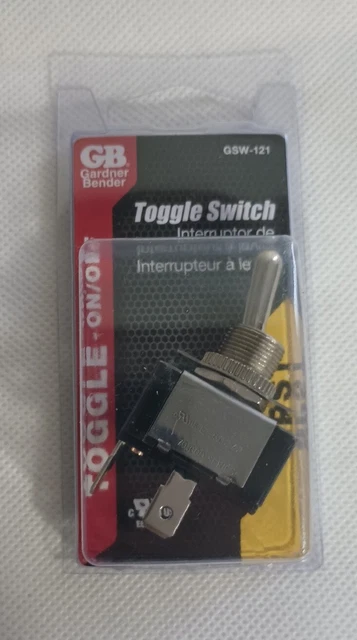 GB
Gardner
Bender
GSW-121
Toggle Switch
Interruptor de
Interrupteur à le
TOGGLE - ON/OFF